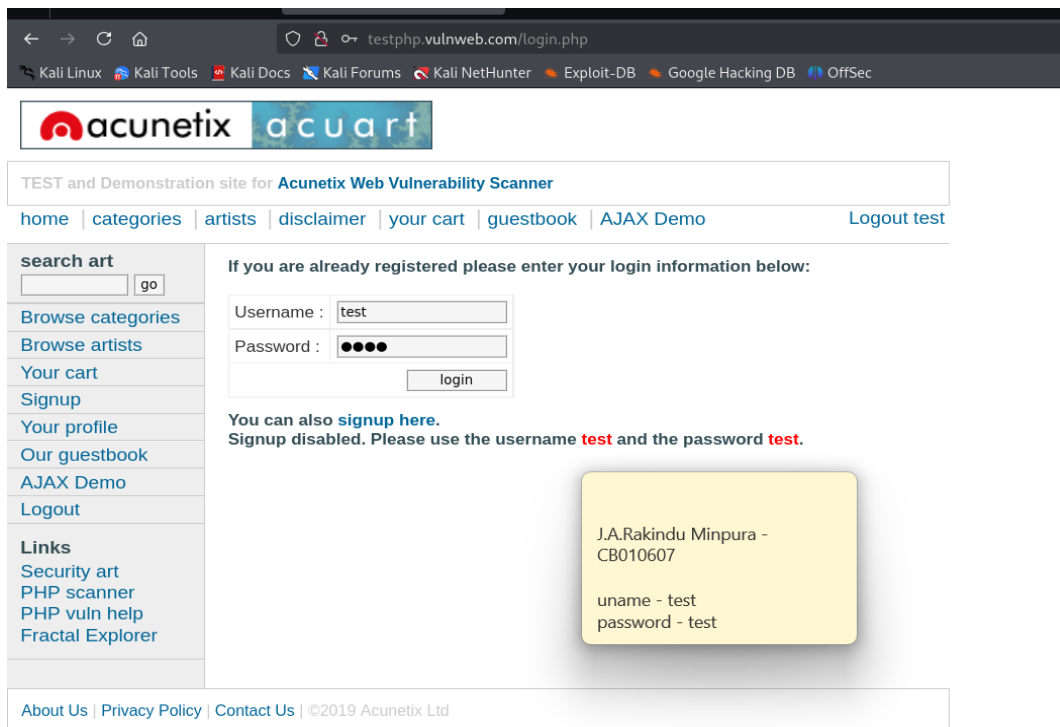 testphp.vulnweb.com/login.php
Kali Linux Kali Tools Kali Docs Kali Forums Kali NetHunter Exploit-DB Google Hacking DB OffSec
acunetix acuart
TEST and Demonstration site for Acunetix Web Vulnerability Scanner
home | categories | artists | disclaimer | your cart | guestbook | AJAX Demo Logout test
search art
go
Browse categories
Browse artists
Your cart
Signup
Your profile
Our guestbook
AJAX Demo
Logout
Links
Security art
PHP scanner
PHP vuln help
Fractal Explorer
If you are already registered please enter your login information below:
Username : test
Password : ●●●●
login
You can also signup here.
Signup disabled. Please use the username test and the password test.
J.A.Rakindu Minpura -
CB010607
uname - test
password - test
About Us | Privacy Policy | Contact Us | ©2019 Acunetix Ltd